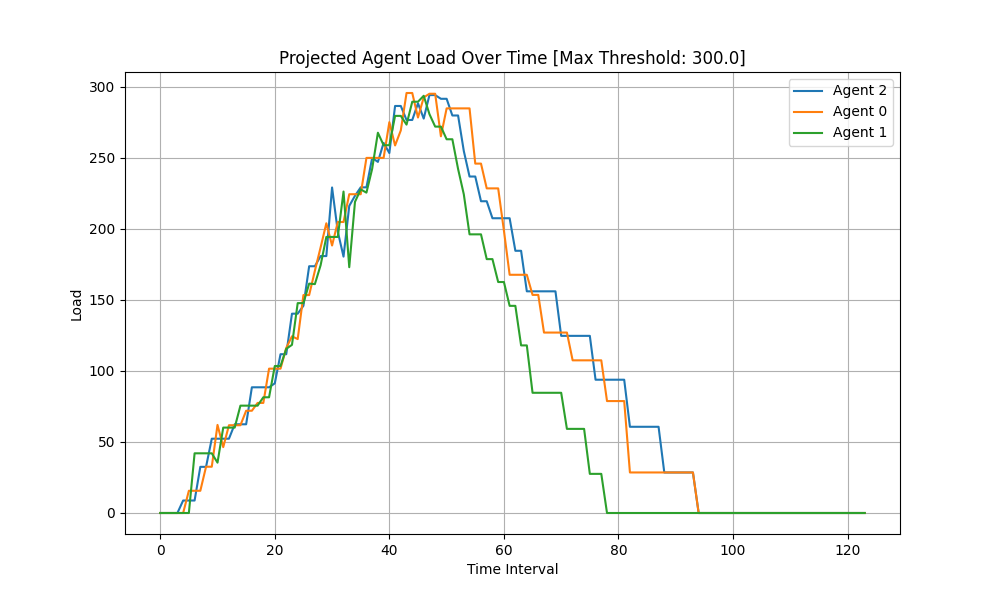 Projected Agent Load Over Time [Max Threshold: 300.0]
Agent 2
Agent 0
Agent 1
Load
300
250
200
150
100
50
0
0 20 40 60 80 100 120
Time Interval